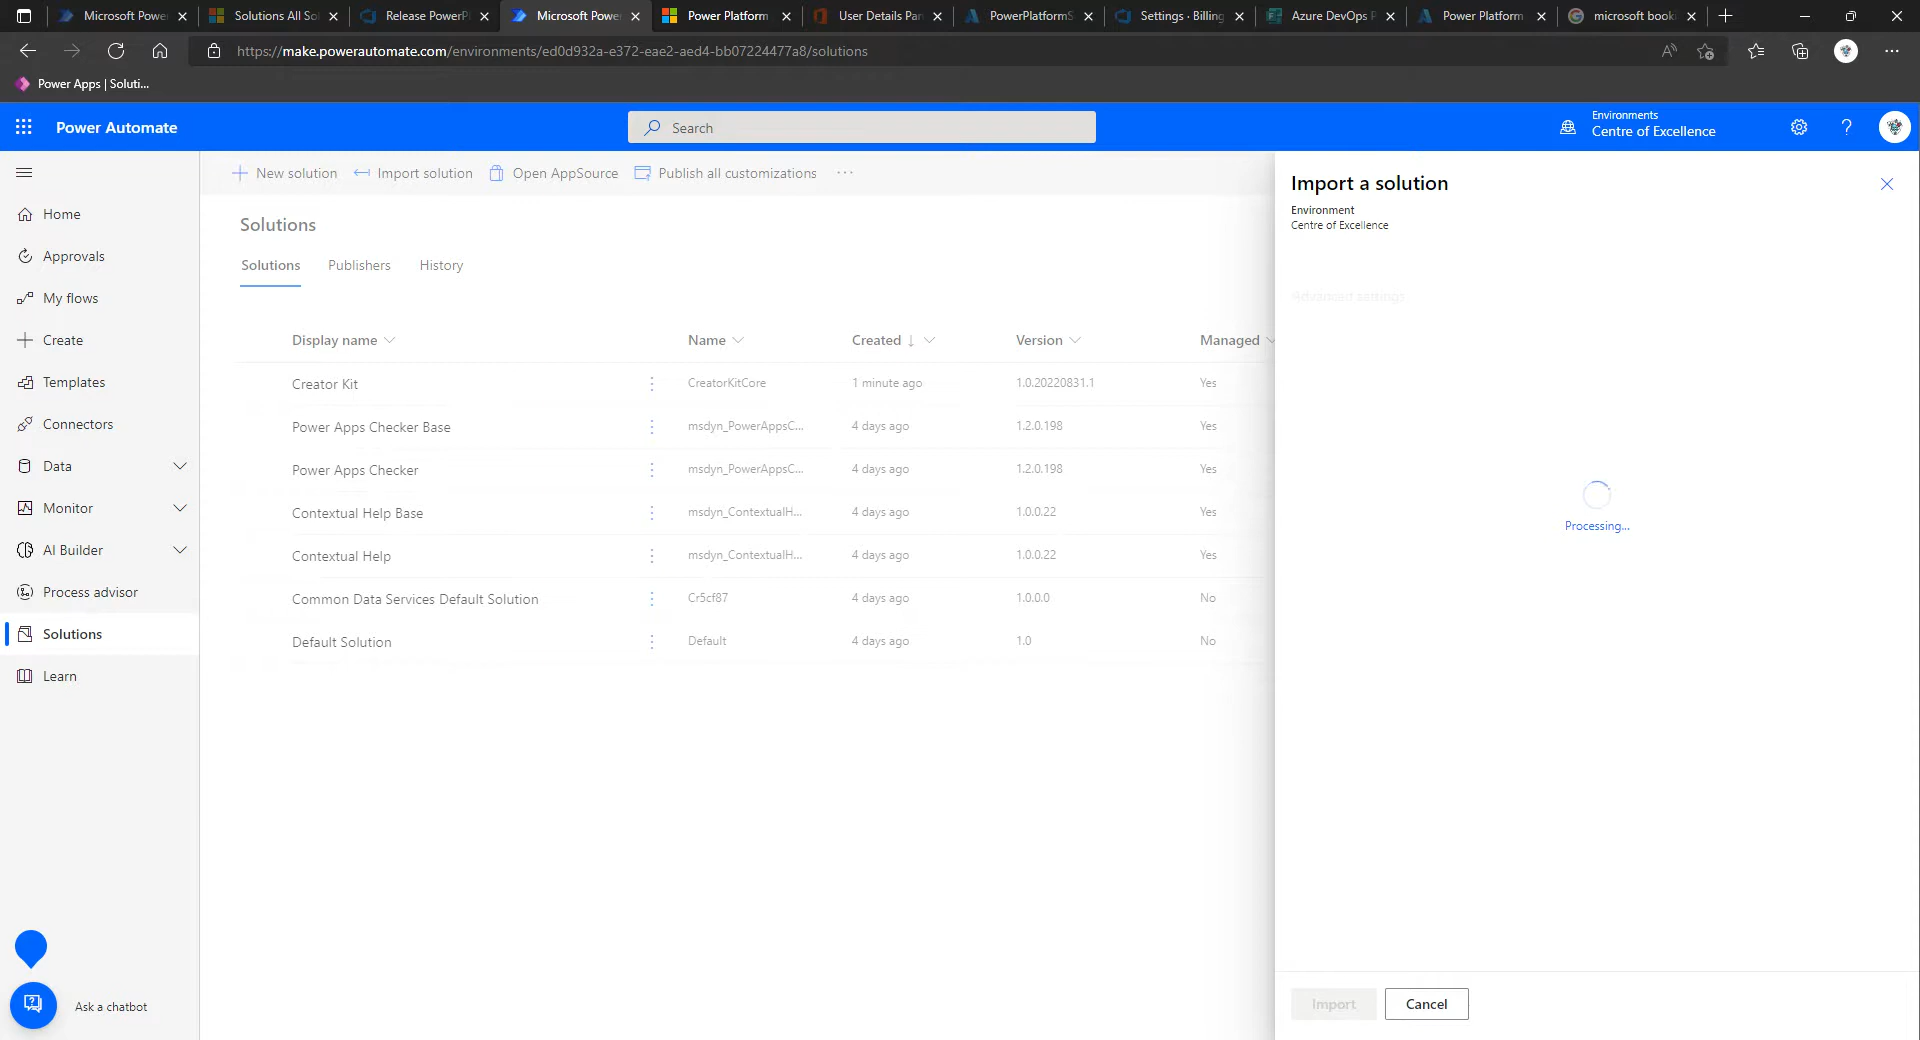 Microsoft Powe
Solutions All So
Release PowerP
Microsoft Powe
Power Platform
User Details Pa
PowerPlatformS
Settings · Billing
Azure DevOps P
Power Platform
microsoft book
https://make.powerautomate.com/environments/ed0d932a-e372-eae2-aed4-bb07224477a8/solutions
Power Apps | Soluti...
Power Automate
Search
Environments
Centre of Excellence
Home
Approvals
My flows
Create
Templates
Connectors
Data
Monitor
AI Builder
Process advisor
Solutions
Learn
Ask a chatbot
New solution
Import solution
Open AppSource
Publish all customizations
Solutions
Solutions
Publishers
History
Display name Name Created Version Managed
Creator Kit CreatorKitCore 1 minute ago 1.0.20220831.1 Yes
Power Apps Checker Base msdyn_PowerAppsC... 4 days ago 1.2.0.198 Yes
Power Apps Checker msdyn_PowerAppsC... 4 days ago 1.2.0.198 Yes
Contextual Help Base msdyn_ContextualH... 4 days ago 1.0.0.22 Yes
Contextual Help msdyn_ContextualH... 4 days ago 1.0.0.22 Yes
Common Data Services Default Solution Cr5cf87 4 days ago 1.0.0.0 No
Default Solution Default 4 days ago 1.0 No
Import a solution
Environment
Centre of Excellence
Advanced settings
Processing...
Import
Cancel